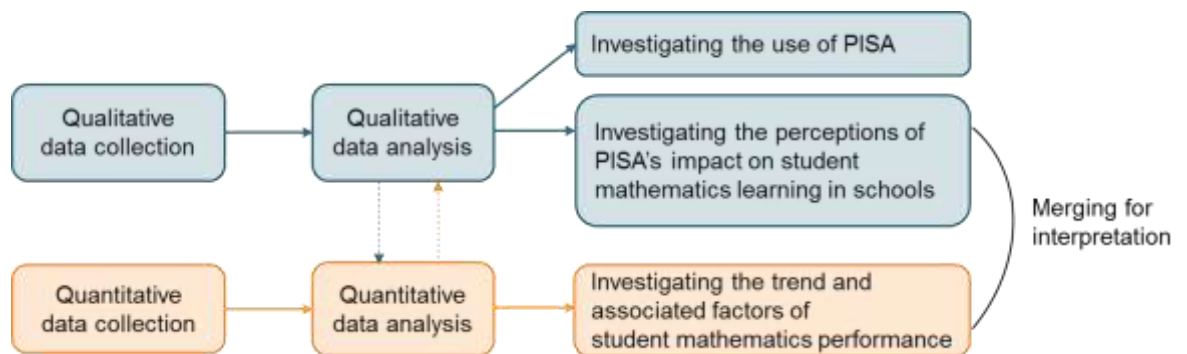 Investigating the use of PISA
Qualitative
data collection
Qualitative
data analysis
Investigating the perceptions of
PISA's impact on student
mathematics learning in schools
Merging for
interpretation
Quantitative
data collection
Quantitative
data analysis
Investigating the trend and
associated factors of
student mathematics performance